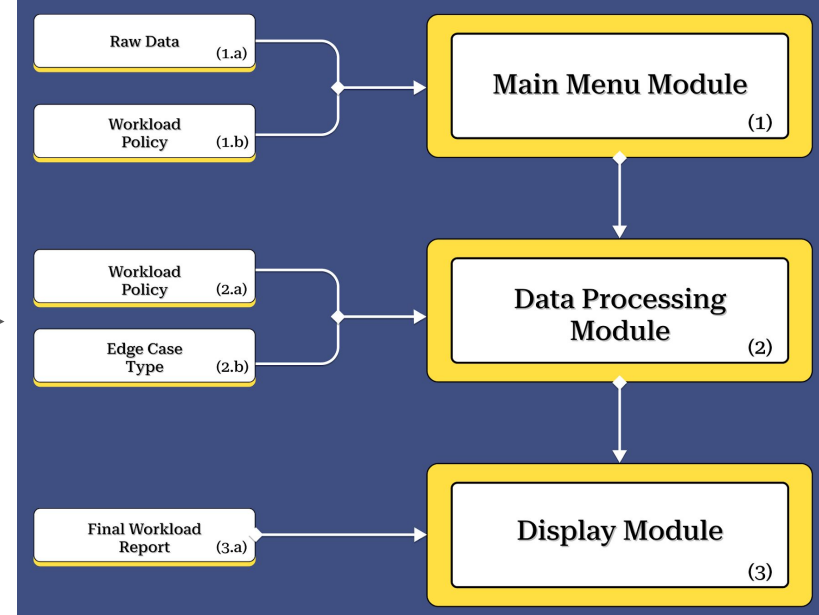 Raw Data
(1.a)
Main Menu Module
(1)
Workload
Policy
(1.b)
Workload
Policy
(2.a)
Data Processing
Module
(2)
Edge Case
Type
(2.b)
Final Workload
Report
(3.a)
Display Module
(3)